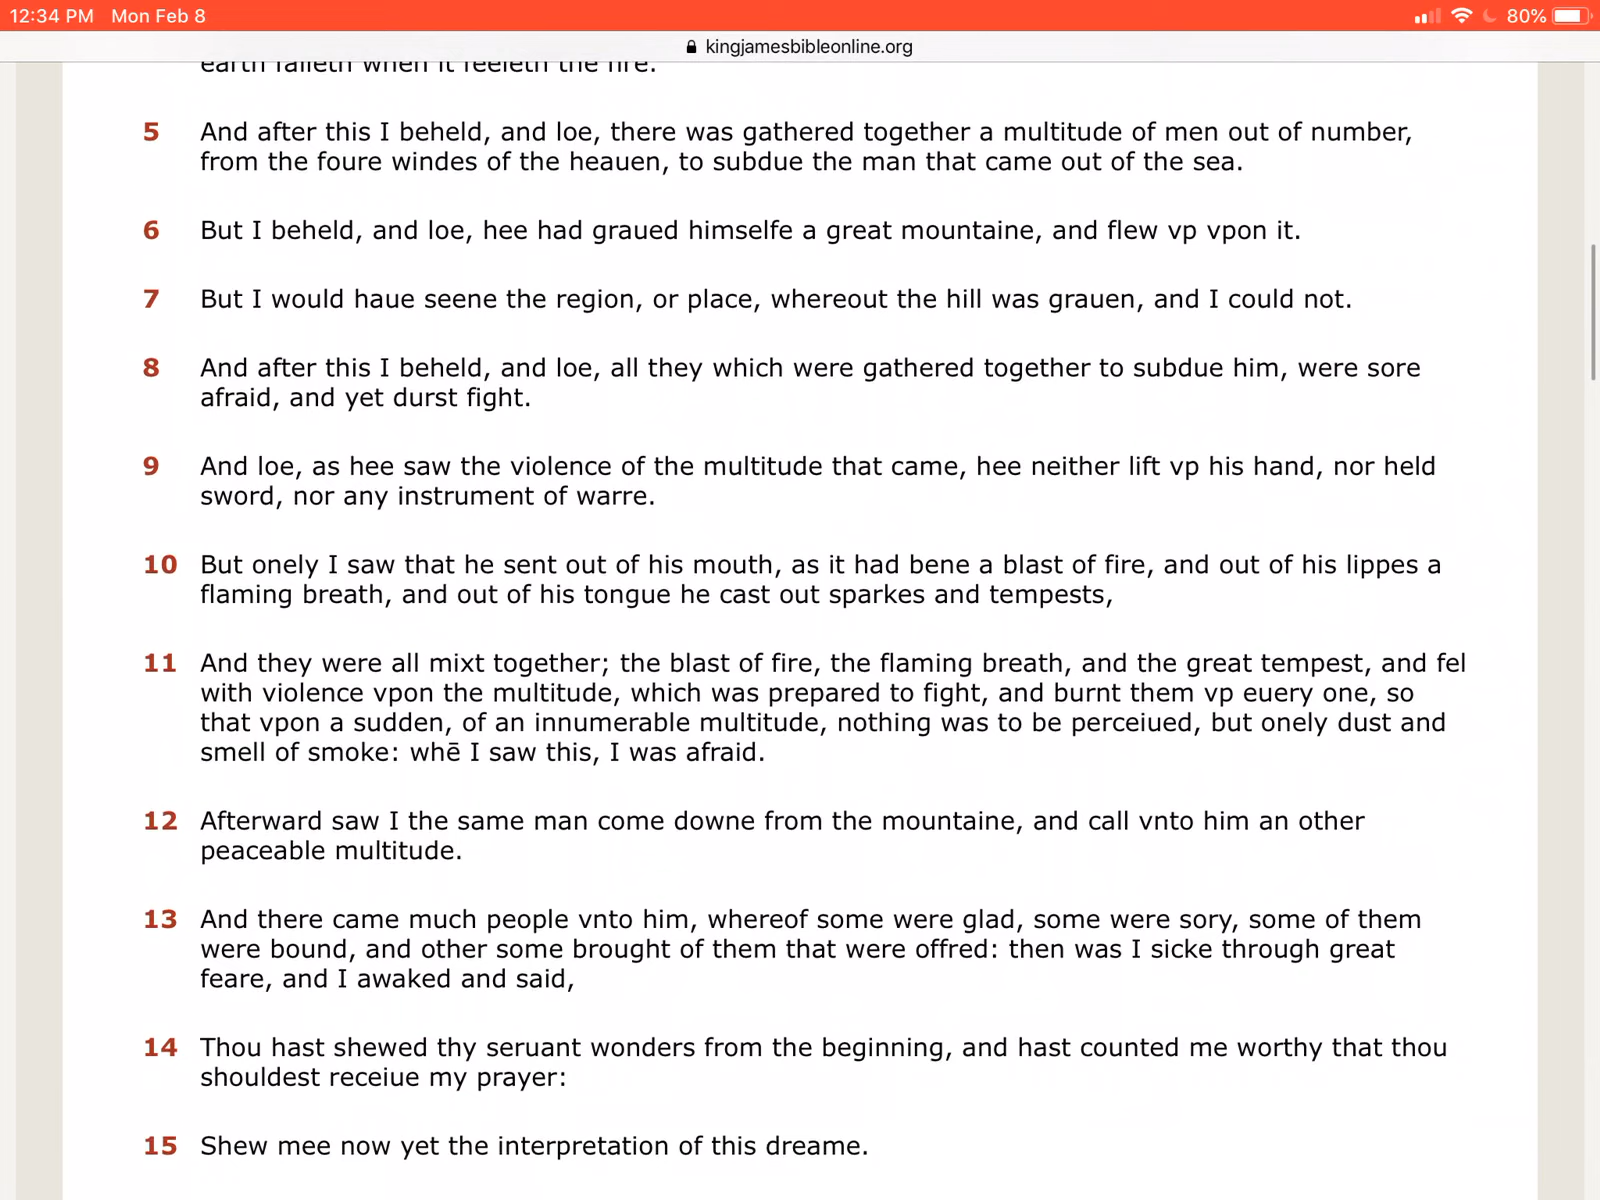 12:34 PM Mon Feb 8
80%
kingjamesbibleonline.org
earth faileth when it feeleth the fire.
5 And after this I beheld, and loe, there was gathered together a multitude of men out of number,
from the foure windes of the heauen, to subdue the man that came out of the sea.
6 But I beheld, and loe, hee had graued himselfe a great mountaine, and flew vp vpon it.
7 But I would haue seene the region, or place, whereout the hill was grauen, and I could not.
8 And after this I beheld, and loe, all they which were gathered together to subdue him, were sore
afraid, and yet durst fight.
9 And loe, as hee saw the violence of the multitude that came, hee neither lift vp his hand, nor held
sword, nor any instrument of warre.
10 But onely I saw that he sent out of his mouth, as it had bene a blast of fire, and out of his lippes a
flaming breath, and out of his tongue he cast out sparkes and tempests,
11 And they were all mixt together; the blast of fire, the flaming breath, and the great tempest, and fel
with violence vpon the multitude, which was prepared to fight, and burnt them vp euery one, so
that vpon a sudden, of an innumerable multitude, nothing was to be perceiued, but onely dust and
smell of smoke: whē I saw this, I was afraid.
12 Afterward saw I the same man come downe from the mountaine, and call vnto him an other
peaceable multitude.
13 And there came much people vnto him, whereof some were glad, some were sory, some of them
were bound, and other some brought of them that were offred: then was I sicke through great
feare, and I awaked and said,
14 Thou hast shewed thy seruant wonders from the beginning, and hast counted me worthy that thou
shouldest receiue my prayer:
15 Shew mee now yet the interpretation of this dreame.